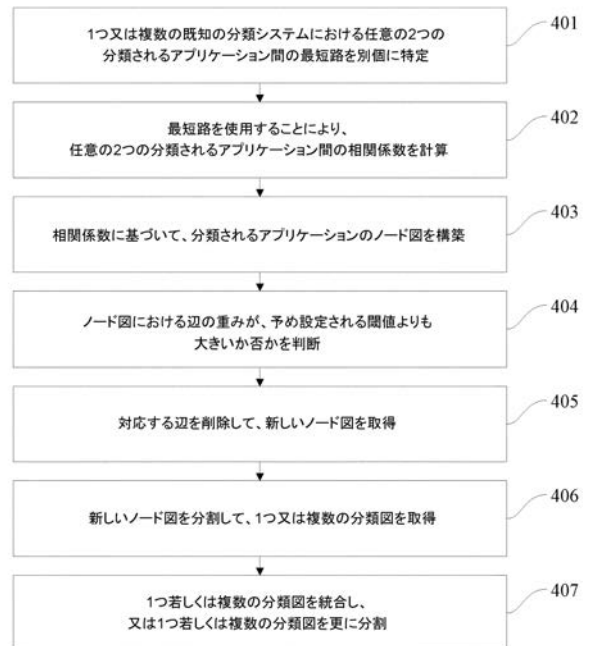 1つ又は複数の既知の分類システムにおける任意の2つの
分類されるアプリケーション間の最短路を別個に特定
401
最短路を使用することにより、
任意の2つの分類されるアプリケーション間の相関係数を計算
402
相関係数に基づいて、分類されるアプリケーションのノード図を構築
403
ノード図における辺の重みが、予め設定される閾値よりも
大きいか否かを判断
404
対応する辺を削除して、新しいノード図を取得
405
新しいノード図を分割して、1つ又は複数の分類図を取得
406
1つ若しくは複数の分類図を統合し、
又は1つ若しくは複数の分類図を更に分割
407